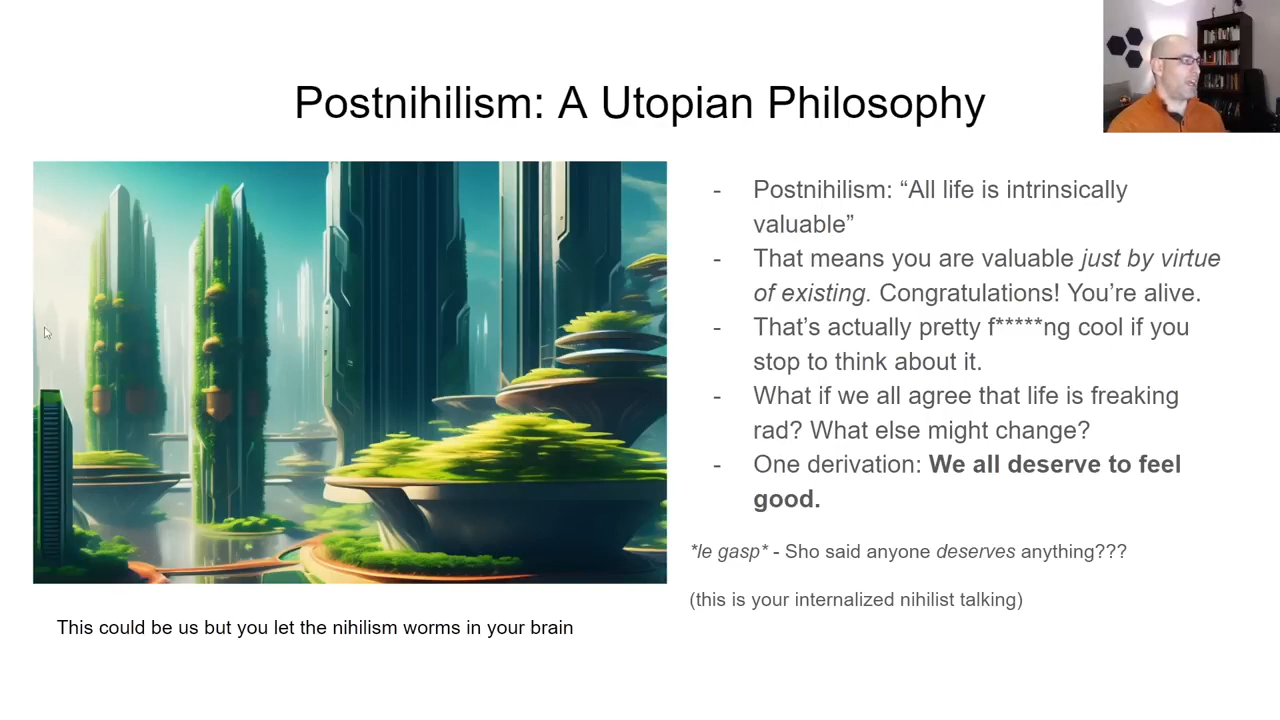 Postnihilism: A Utopian Philosophy
- Postnihilism: “All life is intrinsically
valuable”
- That means you are valuable just by virtue
of existing. Congratulations! You’re alive.
- That’s actually pretty f*****ng cool if you
stop to think about it.
- What if we all agree that life is freaking
rad? What else might change?
- One derivation: We all deserve to feel
good.
*le gasp* - Sho said anyone deserves anything???
(this is your internalized nihilist talking)
This could be us but you let the nihilism worms in your brain